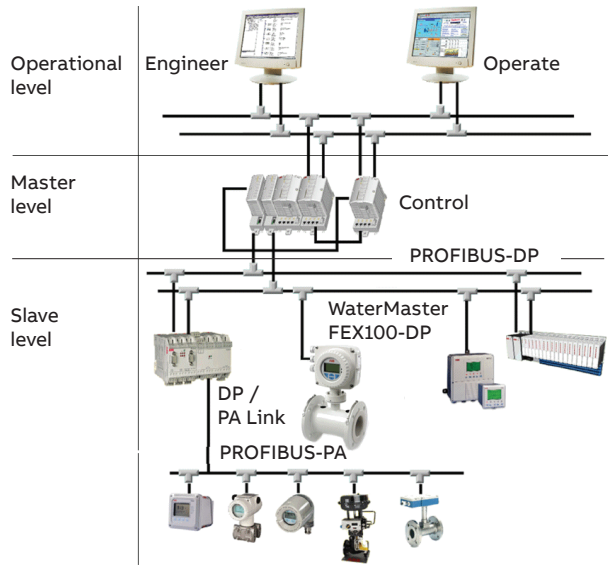 Operational
level
Engineer
Operate
Master
level
Control
PROFIBUS-DP
Slave
level
WaterMaster
FEX100-DP
DP /
PA Link
PROFIBUS-PA